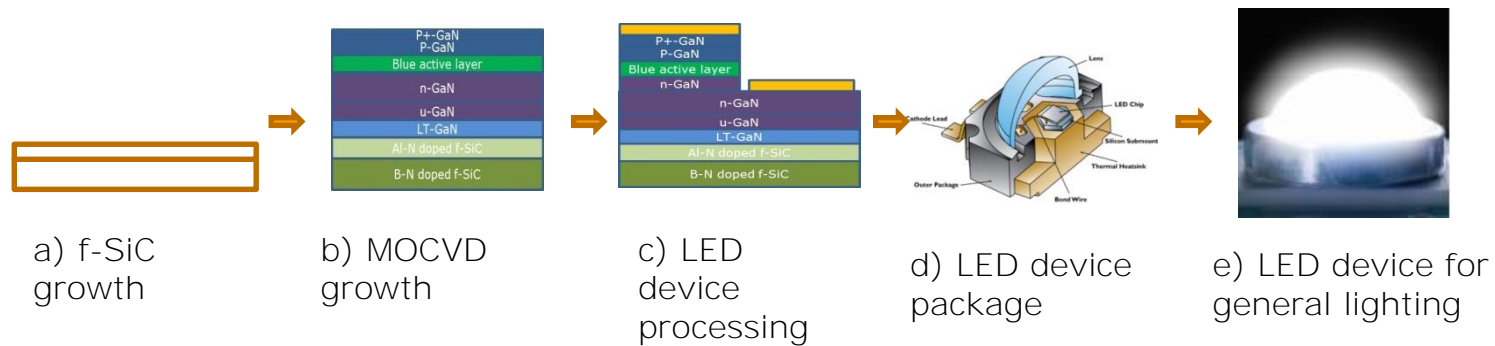 P+-GaN
P-GaN
Blue active layer
n-GaN
u-GaN
LT-GaN
Al-N doped f-SiC
B-N doped f-SiC
P+-GaN
P-GaN
Blue active layer
n-GaN
n-GaN
u-GaN
LT-GaN
Al-N doped f-SiC
B-N doped f-SiC
Lens
LED Chip
Cathode Lead
Silicon Submount
Thermal Heatsink
Outer Package
Bond Wire
a) f-SiC
growth
b) MOCVD
growth
c) LED
device
processing
d) LED device
package
e) LED device for
general lighting